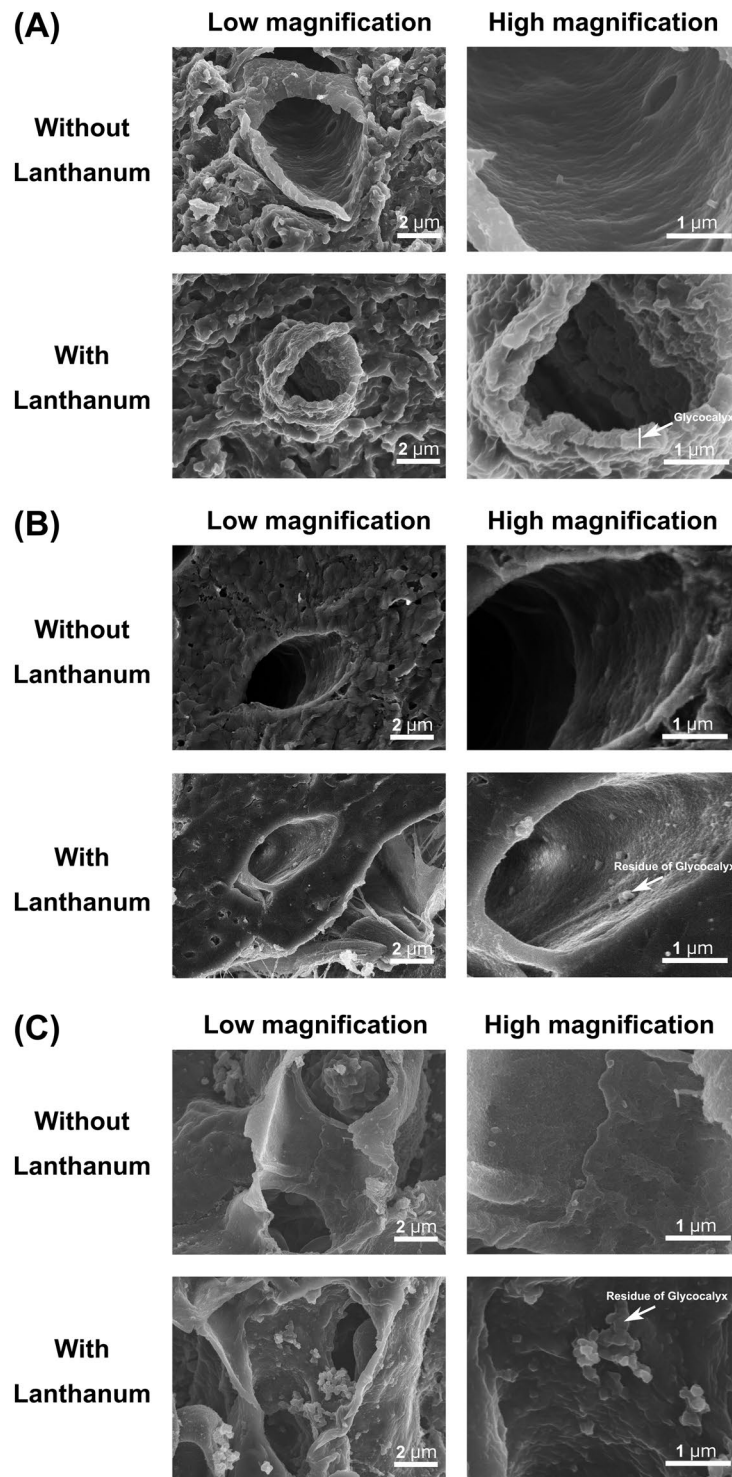 (A)
Low magnification
High magnification
Without
Lanthanum
2 μm
1 μm
With
Lanthanum
2 μm
Glycocalyx
1 μm
(B)
Low magnification
High magnification
Without
Lanthanum
2 μm
1 μm
With
Lanthanum
2 μm
Residue of Glycocalyx
1 μm
(C)
Low magnification
High magnification
Without
Lanthanum
2 μm
1 μm
With
Lanthanum
2 μm
Residue of Glycocalyx
1 μm